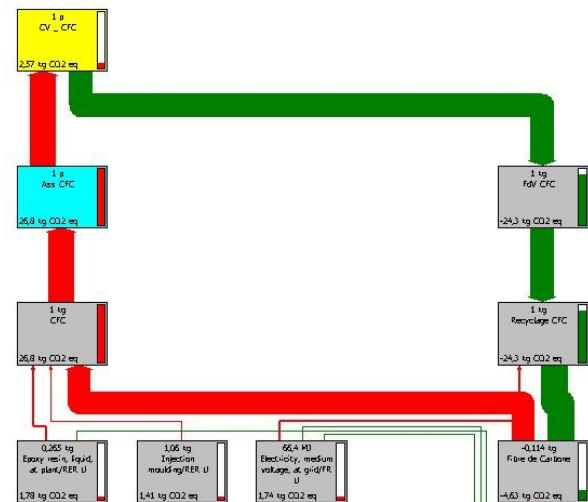 1 p
CV _ CFC
2,57 kg CO2 eq
1 p
Ass CFC
26,8 kg CO2 eq
1 kg
FdV CFC
-24,3 kg CO2 eq
1 kg
CFC
26,8 kg CO2 eq
1 kg
Recyclage CFC
-24,3 kg CO2 eq
0,265 kg
Epoxy resin, liquid,
at plant/RER U
1,78 kg CO2 eq
1,06 kg
Injection
moulding/RER U
1,41 kg CO2 eq
66,4 MJ
Electricity, medium
voltage, at grid/FR
U
1,74 kg CO2 eq
-0,114 kg
Fibre de Carbone
-4,63 kg CO2 eq